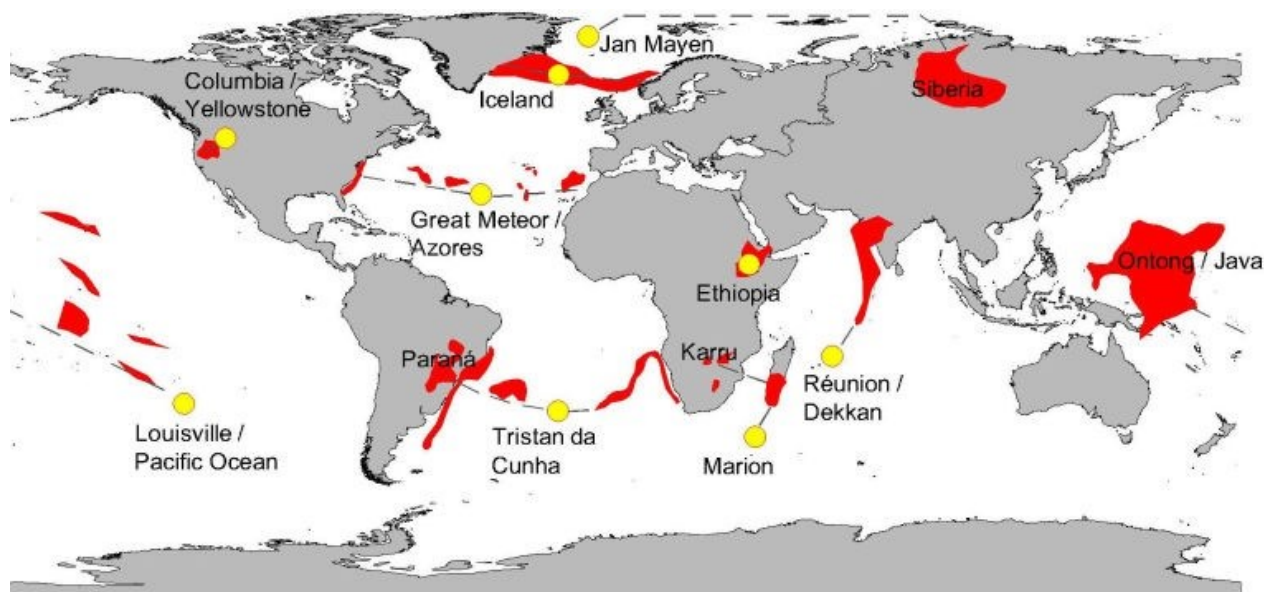 Jan Mayen
Columbia /
Yellowstone
Iceland
Siberia
Great Meteor /
Azores
Ethiopia
Ontong / Java
Paraná
Karru
Réunion /
Dekkan
Louisville /
Pacific Ocean
Tristan da
Cunha
Marion